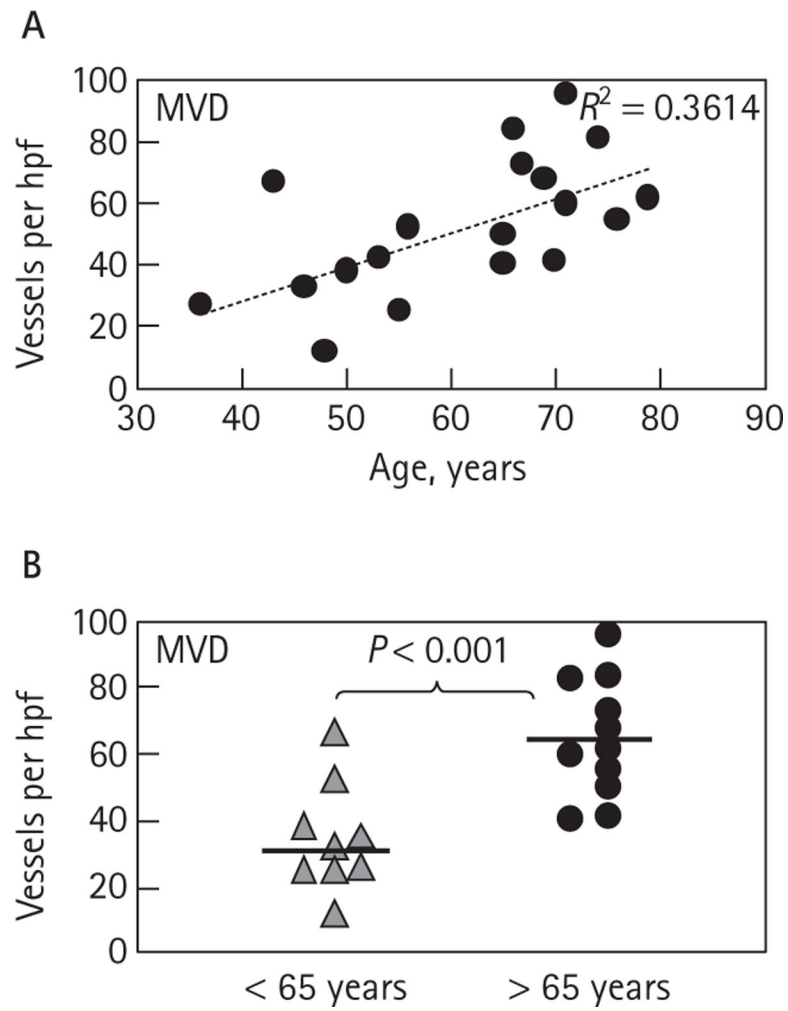 A
MVD
R² = 0.3614
Vessels per hpf
100
80
60
40
20
0
30 40 50 60 70 80 90
Age, years
B
MVD
P < 0.001
Vessels per hpf
100
80
60
40
20
0
< 65 years > 65 years